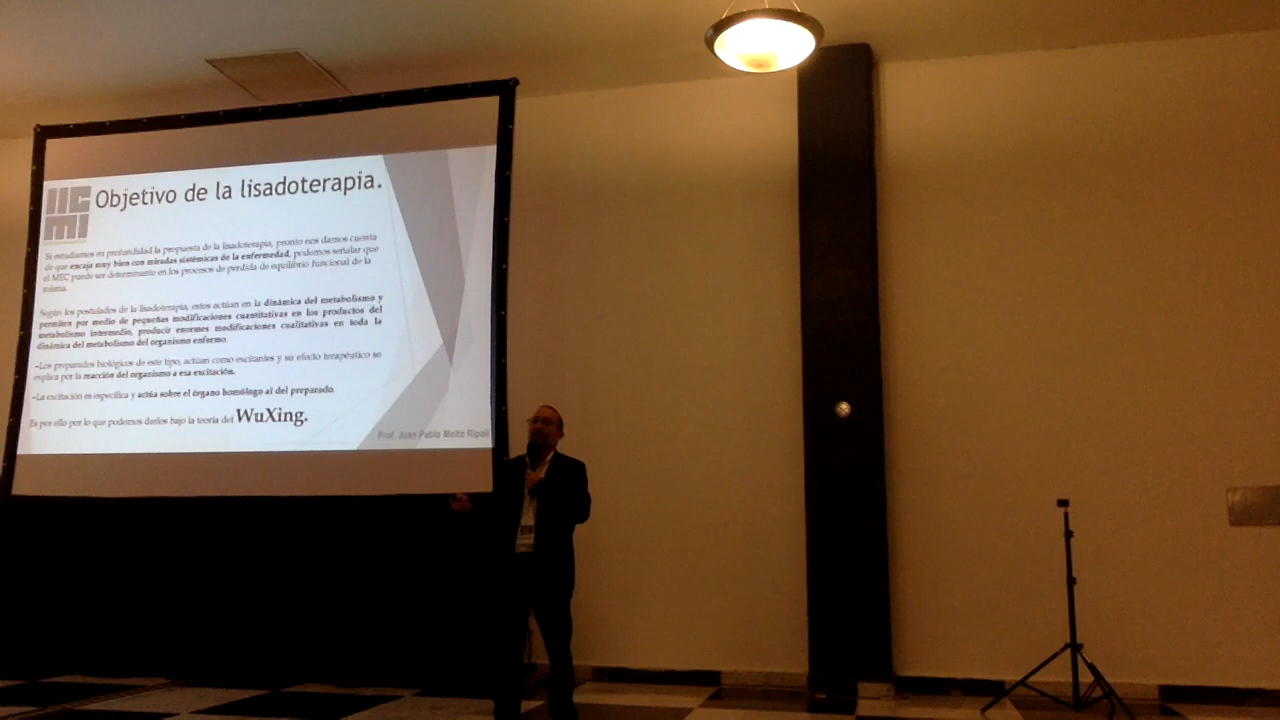 IICMI
Objetivo de la lisadoterapia.
Si estudiamos en profundidad la propuesta de la lisadoterapia, pronto nos damos cuenta
de que encaja muy bien con miradas sistémicas de la enfermedad, podemos señalar que
el MEC puede ser determinante en los procesos de perdida de equilibrio funcional de la
misma.
Según los postulados de la lisadoterapia, estos actúan en la dinámica del metabolismo y
permiten por medio de pequeñas modificaciones cuantitativas en los productos del
metabolismo intermedio, producir enormes modificaciones cualitativas en toda la
dinámica del metabolismo del organismo enfermo.
-Los preparados biológicos de este tipo, actúan como excitantes y su efecto terapéutico se
explica por la reacción del organismo a esa excitación.
-La excitación es específica y actúa sobre el órgano homólogo al del preparado.
Es por ello por lo que podemos darlos bajo la teoría del WuXing.
Prof. Juan Pablo Moltó Ripoll